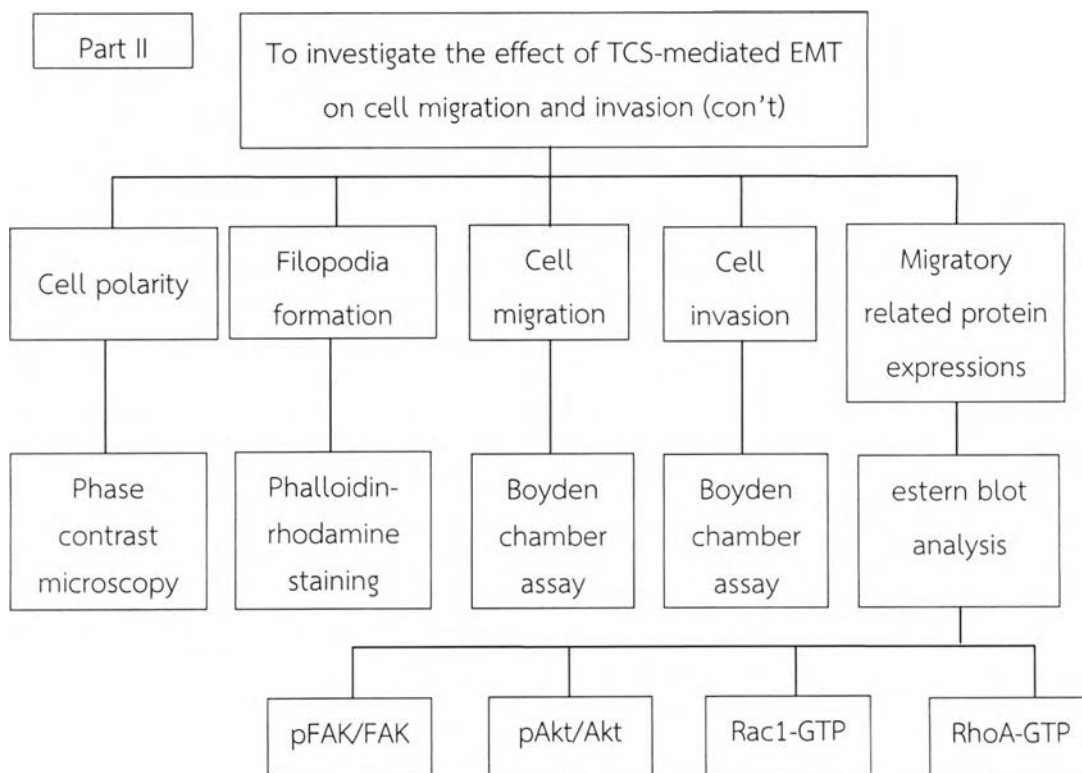 Part II
To investigate the effect of TCS-mediated EMT
on cell migration and invasion (con't)
Cell polarity
Filopodia
formation
Cell
migration
Cell
invasion
Migratory
related protein
expressions
Phase
contrast
microscopy
Phalloidin-
rhodamine
staining
Boyden
chamber
assay
Boyden
chamber
assay
estern blot
analysis
pFAK/FAK
pAkt/Akt
Rac1-GTP
RhoA-GTP